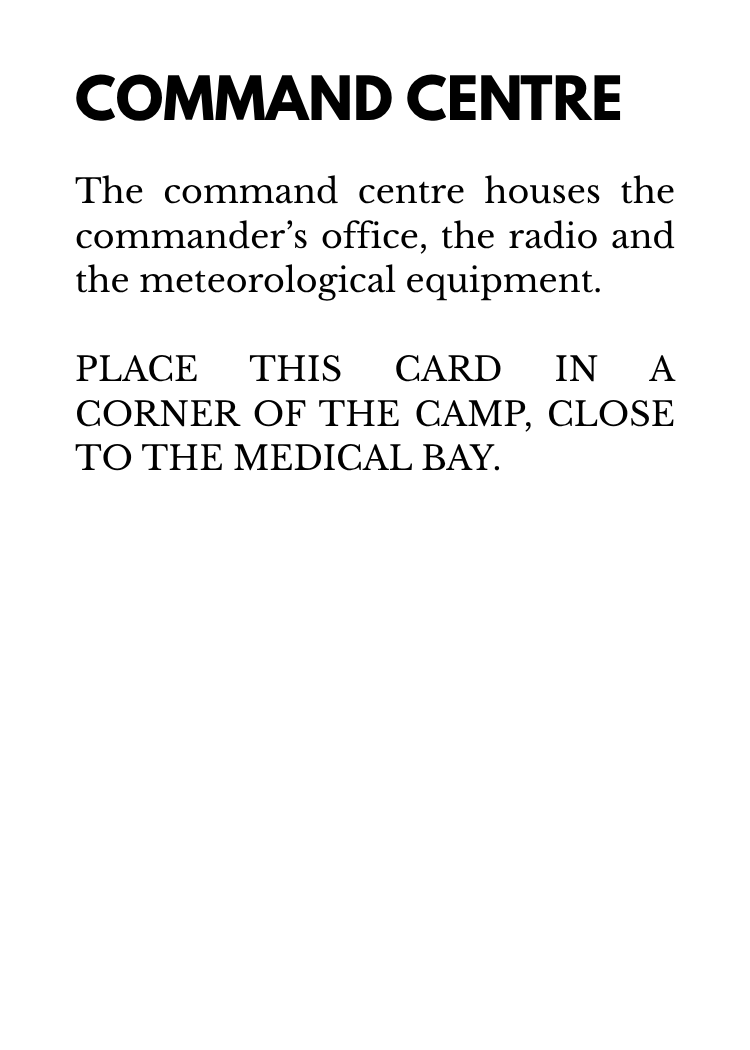 COMMAND CENTRE
The command centre houses the
commander’s office, the radio and
the meteorological equipment.
PLACE THIS CARD IN A
CORNER OF THE CAMP, CLOSE
TO THE MEDICAL BAY.